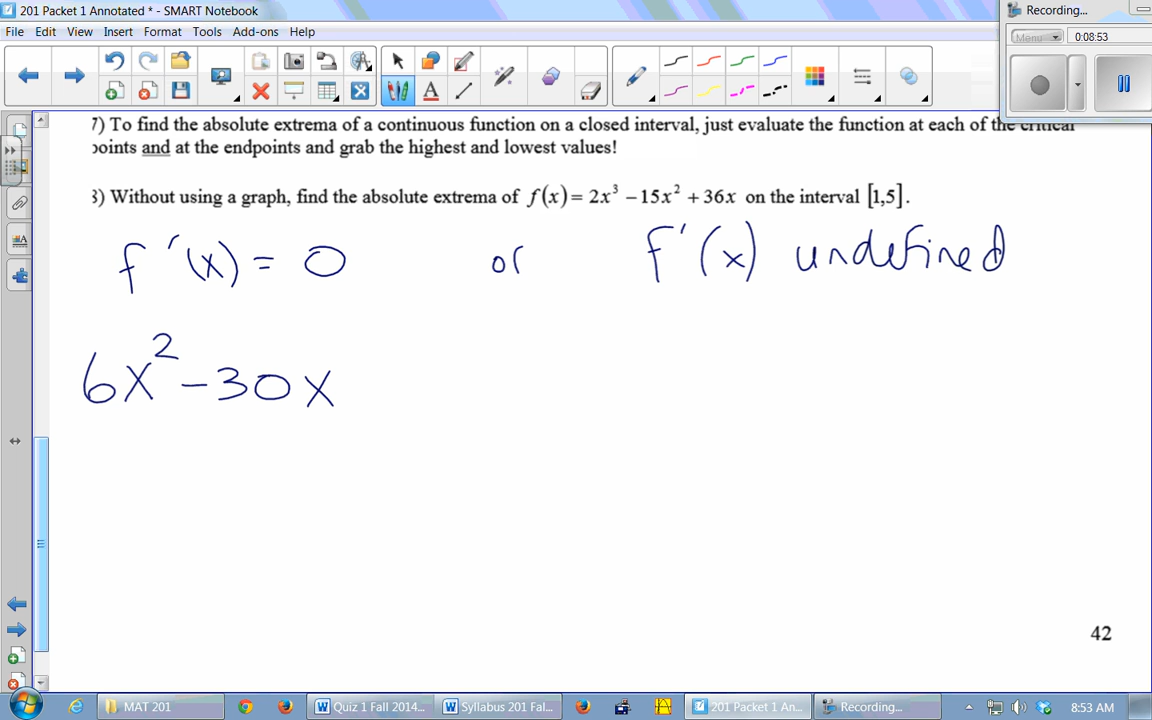 201 Packet 1 Annotated * - SMART Notebook
Recording...
File Edit View Insert Format Tools Add-ons Help
Menu
0:08:53
7) To find the absolute extrema of a continuous function on a closed interval, just evaluate the function at each of the critical
points and at the endpoints and grab the highest and lowest values!
3) Without using a graph, find the absolute extrema of f(x) = 2x³ − 15x² + 36x on the interval [1,5].
f'(x) = 0 or f'(x) undefined
6x² − 30x
42
MAT 201
Quiz 1 Fall 2014...
Syllabus 201 Fal...
201 Packet 1 An...
Recording...
8:53 AM